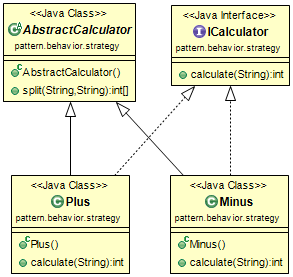 <<Java Class>>
AbstractCalculator
pattern.behavior.strategy
AbstractCalculator()
split(String,String):int[]
<<Java Interface>>
ICalculator
pattern.behavior.strategy
calculate(String):int
<<Java Class>>
Plus
pattern.behavior.strategy
Plus()
calculate(String):int
<<Java Class>>
Minus
pattern.behavior.strategy
Minus()
calculate(String):int